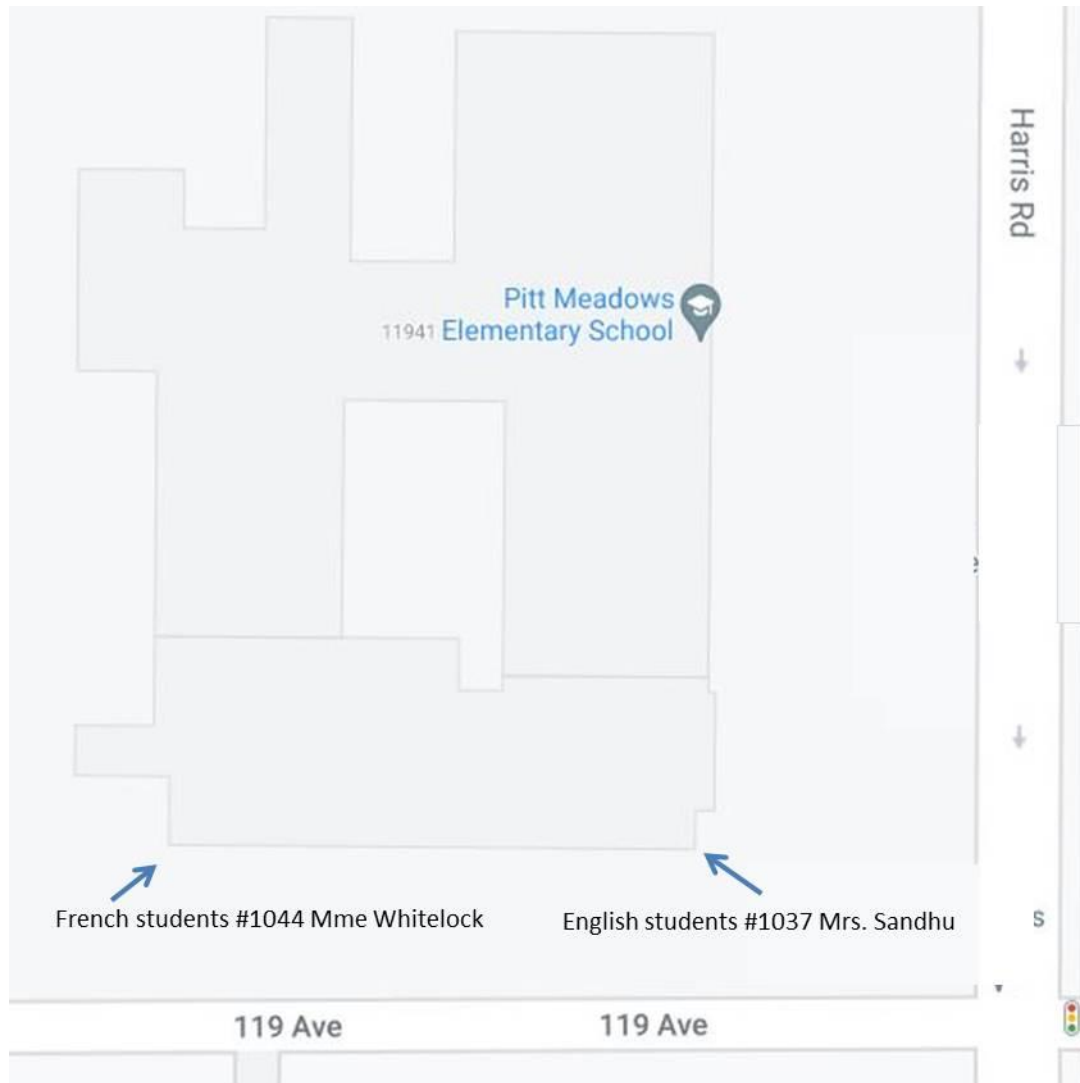 Harris Rd
Pitt Meadows
11941 Elementary School
French students #1044 Mme Whitelock
English students #1037 Mrs. Sandhu
s
119 Ave
119 Ave